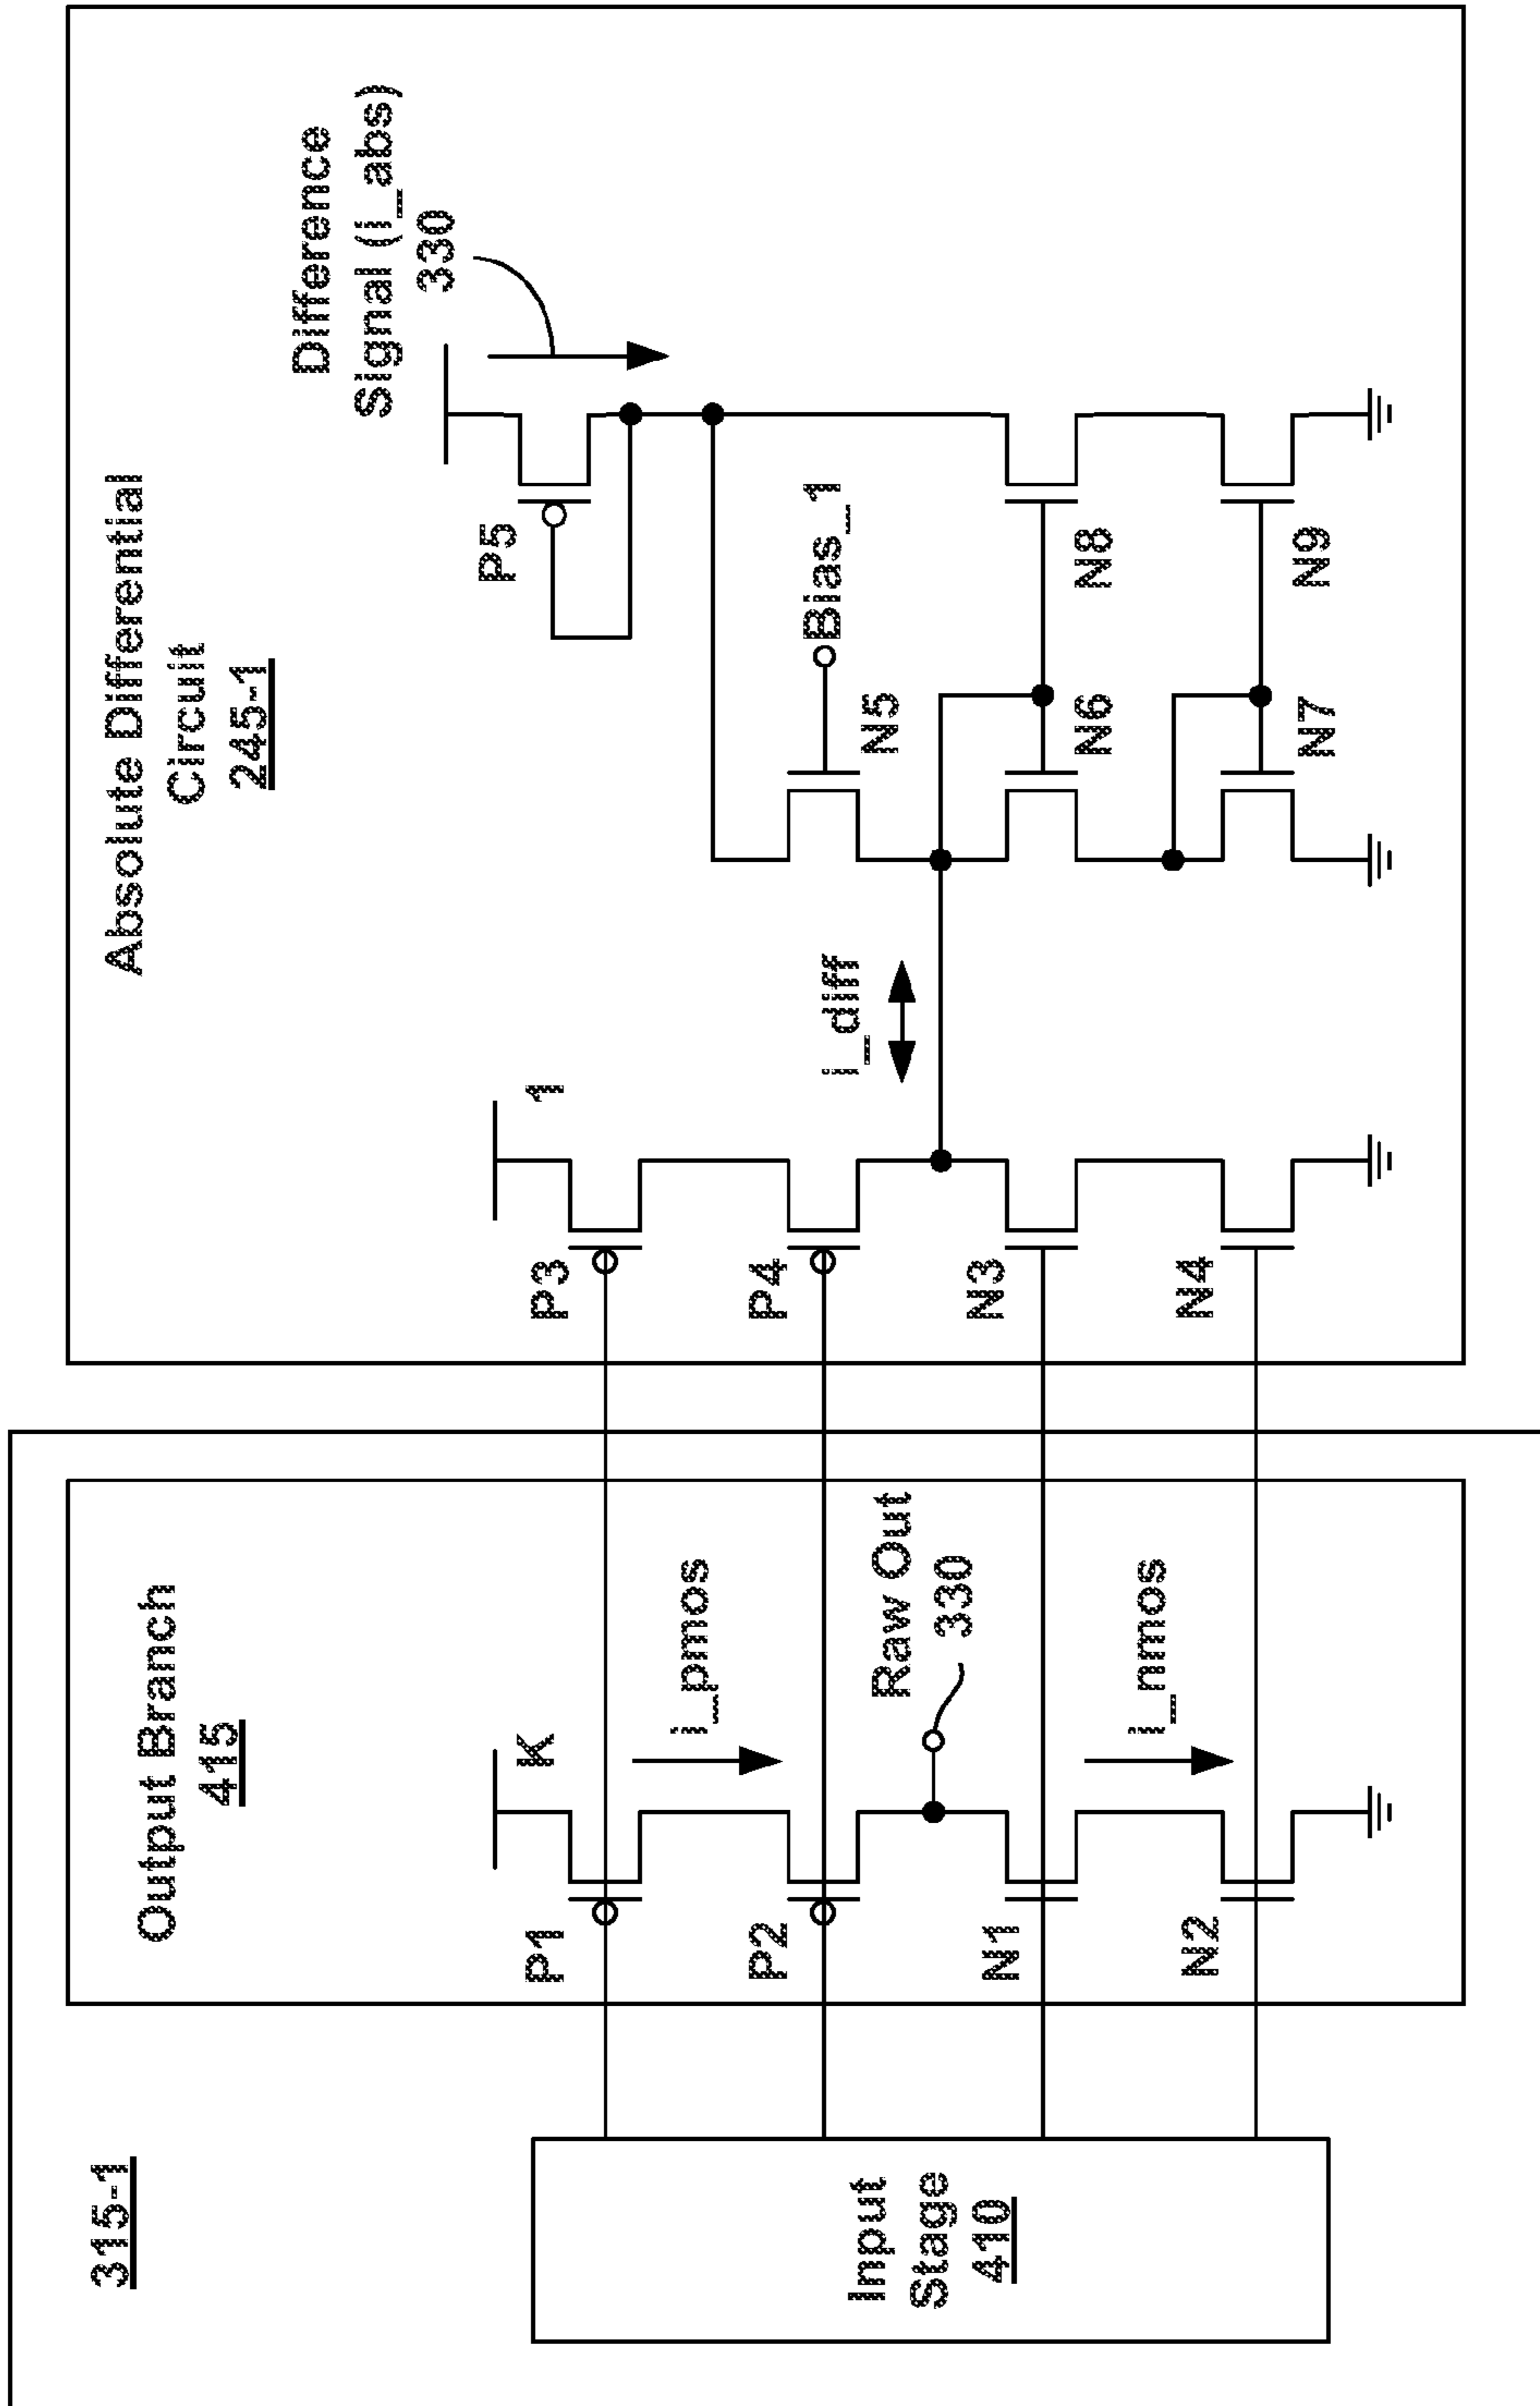 315-1
Input
Stage
410
Output Branch
415
K
P1
i_pmos
P2
Raw Out
330
N1
i_nmos
N2
Absolute Differential
Circuit
245-1
Difference
Signal (i_abs)
330
1
P3
P4
i_diff
N3
N4
P5
Bias_1
N5
N6
N8
N7
N9